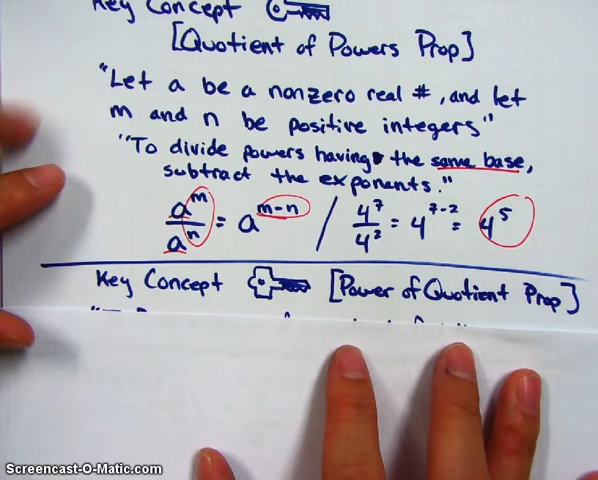 Key Concept
[Quotient of Powers Prop]
"Let a be a nonzero real #, and let
m and n be positive integers"
"To divide powers having the same base,
subtract the exponents."
a^m/a^n = a^(m-n) / 4^7/4^2 = 4^(7-2) = 4^5
Key Concept [Power of Quotient Prop]
Screencast-O-Matic.com